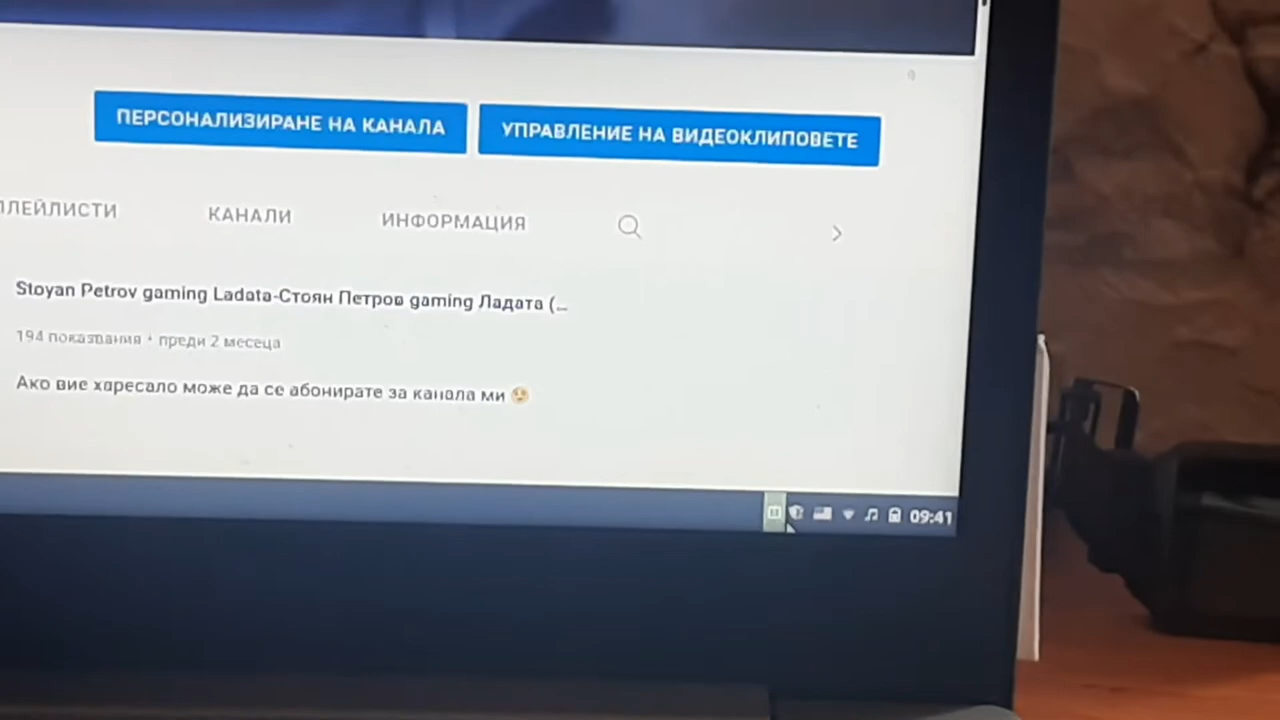 ПЕРСОНАЛИЗИРАНЕ НА КАНАЛА
УПРАВЛЕНИЕ НА ВИДЕОКЛИПОВЕТЕ
ПЛЕЙЛИСТИ
КАНАЛИ
ИНФОРМАЦИЯ
Stoyan Petrov gaming Ladata-Стоян Петров gaming Ладата (...
194 показвания • преди 2 месеца
Ако вие харесало може да се абонирате за канала ми
09:41